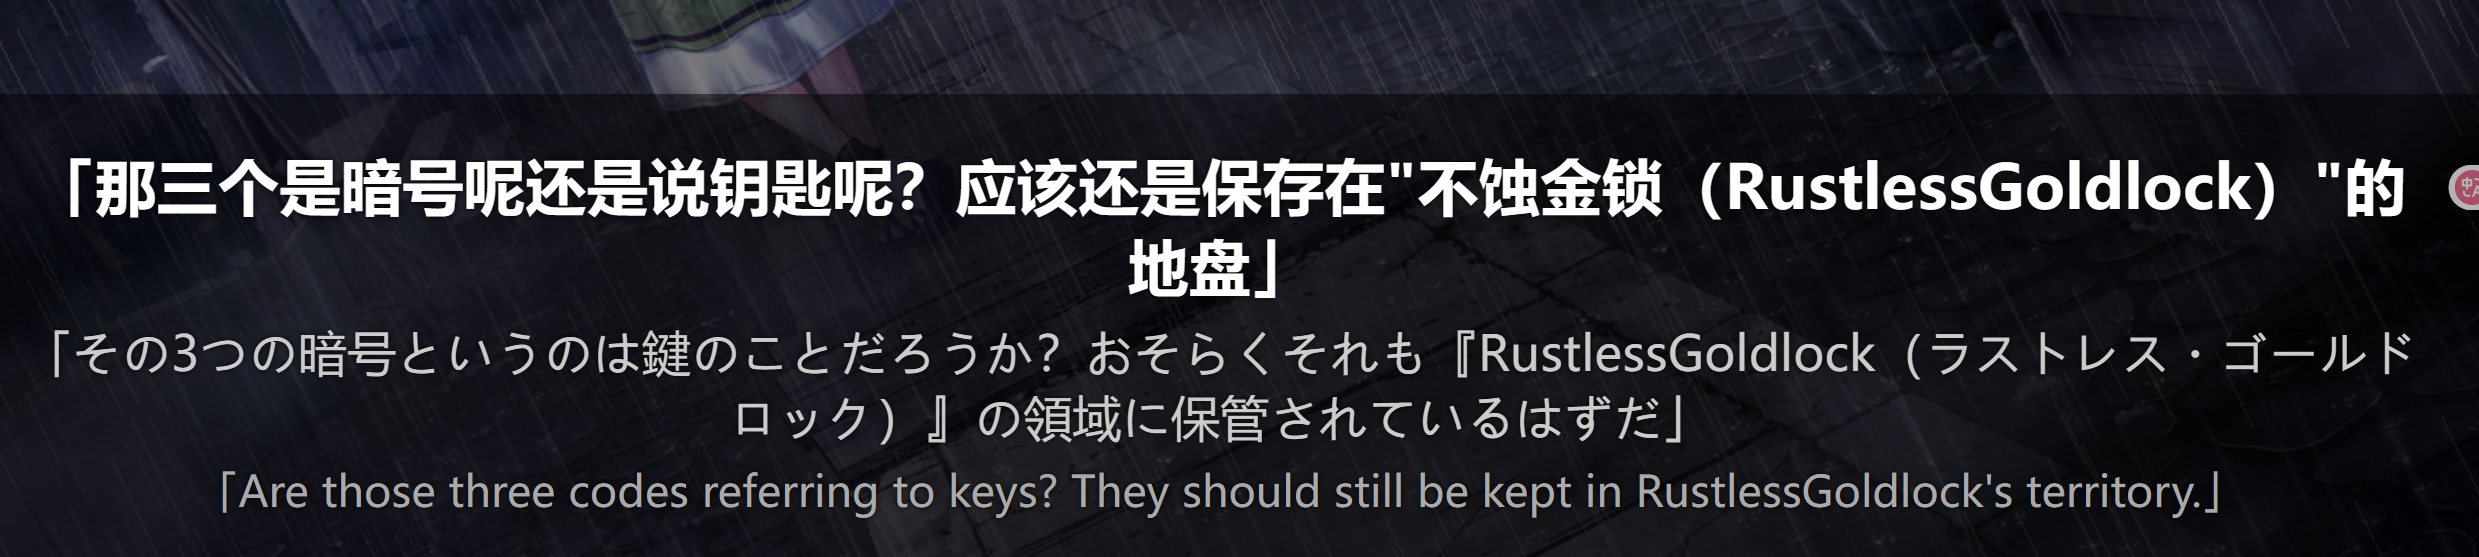 「那三个是暗号呢还是说钥匙呢？应该还是保存在"不蚀金锁（RustlessGoldlock）"的
地盘」
「その3つの暗号というのは鍵のことだろうか？おそらくそれも『RustlessGoldlock（ラストレス・ゴールド
ロック）』の領域に保管されているはずだ」
「Are those three codes referring to keys? They should still be kept in RustlessGoldlock's territory.」